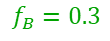 f_B = 0.3